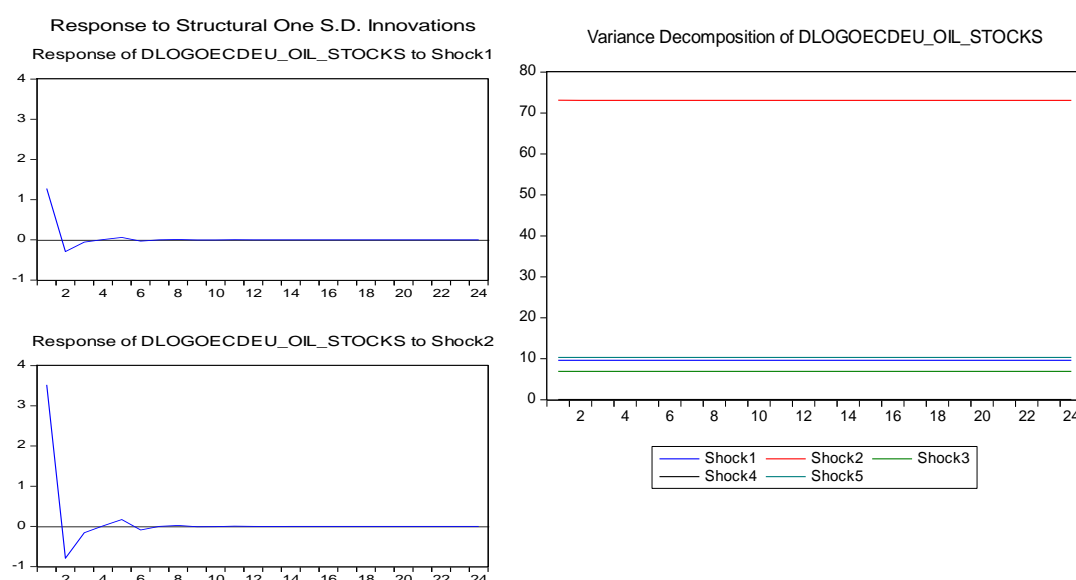 Response to Structural One S.D. Innovations
Response of DLOGOECDEU_OIL_STOCKS to Shock1
4
3
2
1
0
-1
2 4 6 8 10 12 14 16 18 20 22 24
Response of DLOGOECDEU_OIL_STOCKS to Shock2
4
3
2
1
0
-1
2 4 6 8 10 12 14 16 18 20 22 24
Variance Decomposition of DLOGOECDEU_OIL_STOCKS
80
70
60
50
40
30
20
10
0
2 4 6 8 10 12 14 16 18 20 22 24
Shock1 Shock2 Shock3
Shock4 Shock5